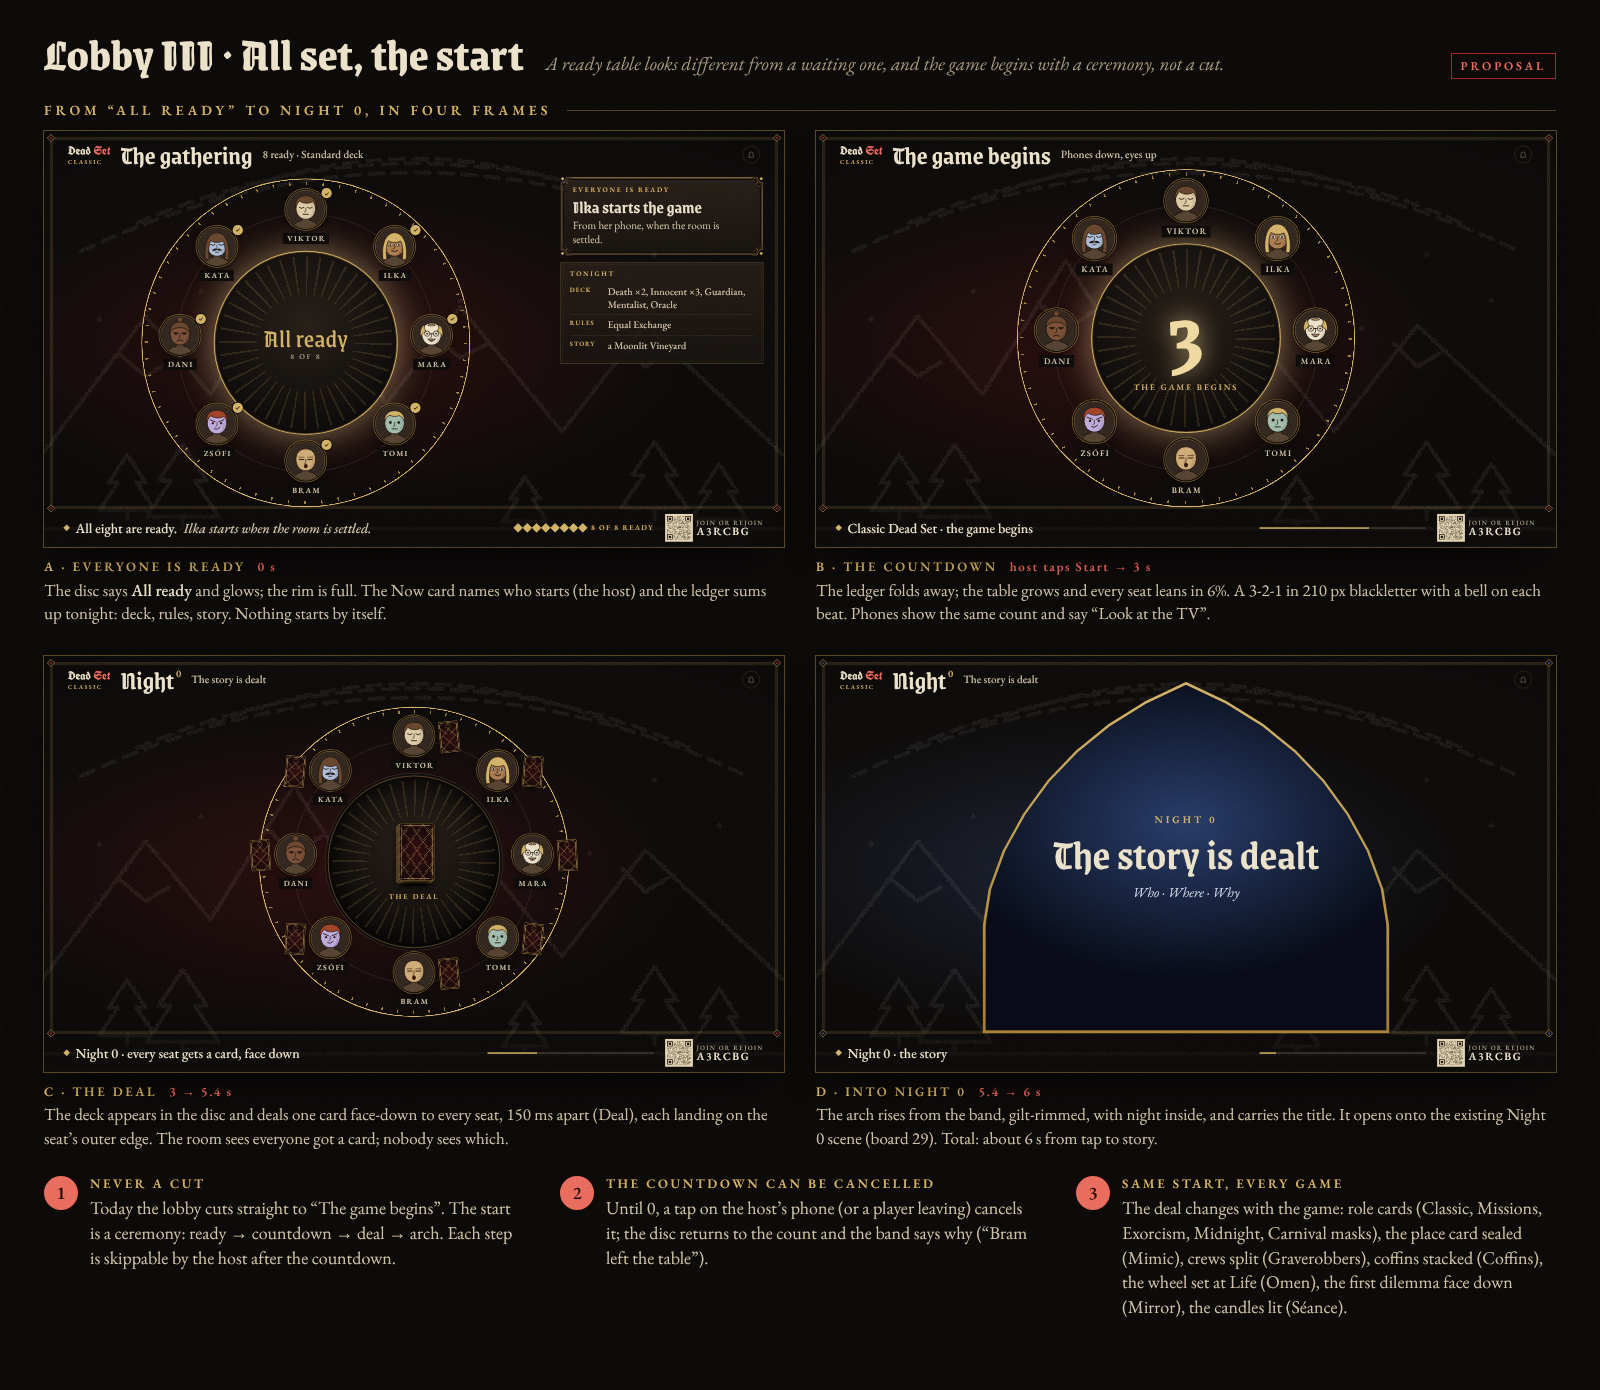 Lobby III · All set, the start
A ready table looks different from a waiting one, and the game begins with a ceremony, not a cut.
PROPOSAL
FROM “ALL READY” TO NIGHT 0, IN FOUR FRAMES
Dead Set
CLASSIC
The gathering
8 ready · Standard deck
VIKTOR
KATA
ILKA
DANI
MARA
ZSÓFI
TOMI
BRAM
All ready
8 OF 8
EVERYONE IS READY
Ilka starts the game
From her phone, when the room is
settled.
TONIGHT
DECK Death ×2, Innocent ×3, Guardian,
Mentalist, Oracle
RULES Equal Exchange
STORY a Moonlit Vineyard
All eight are ready. Ilka starts when the room is settled.
8 OF 8 READY
JOIN OR REJOIN
A3RCBG
A · EVERYONE IS READY 0 s
The disc says All ready and glows; the rim is full. The Now card names who starts (the host) and the ledger sums
up tonight: deck, rules, story. Nothing starts by itself.
Dead Set
CLASSIC
The game begins
Phones down, eyes up
VIKTOR
KATA
ILKA
DANI
MARA
ZSÓFI
TOMI
BRAM
3
THE GAME BEGINS
Classic Dead Set · the game begins
JOIN OR REJOIN
A3RCBG
B · THE COUNTDOWN host taps Start → 3 s
The ledger folds away; the table grows and every seat leans in 6%. A 3-2-1 in 210 px blackletter with a bell on each
beat. Phones show the same count and say “Look at the TV”.
Dead Set
CLASSIC
Night 0
The story is dealt
VIKTOR
KATA
ILKA
DANI
MARA
ZSÓFI
TOMI
BRAM
THE DEAL
Night 0 · every seat gets a card, face down
JOIN OR REJOIN
A3RCBG
C · THE DEAL 3 → 5.4 s
The deck appears in the disc and deals one card face-down to every seat, 150 ms apart (Deal), each landing on the
seat’s outer edge. The room sees everyone got a card; nobody sees which.
Dead Set
CLASSIC
Night 0
The story is dealt
NIGHT 0
The story is dealt
Who · Where · Why
Night 0 · the story
JOIN OR REJOIN
A3RCBG
D · INTO NIGHT 0 5.4 → 6 s
The arch rises from the band, gilt-rimmed, with night inside, and carries the title. It opens onto the existing Night
0 scene (board 29). Total: about 6 s from tap to story.
1
NEVER A CUT
Today the lobby cuts straight to “The game begins”. The start
is a ceremony: ready → countdown → deal → arch. Each step
is skippable by the host after the countdown.
2
THE COUNTDOWN CAN BE CANCELLED
Until 0, a tap on the host’s phone (or a player leaving) cancels
it; the disc returns to the count and the band says why (“Bram
left the table”).
3
SAME START, EVERY GAME
The deal changes with the game: role cards (Classic, Missions,
Exorcism, Midnight, Carnival masks), the place card sealed
(Mimic), crews split (Graverobbers), coffins stacked (Coffins),
the wheel set at Life (Omen), the first dilemma face down
(Mirror), the candles lit (Séance).